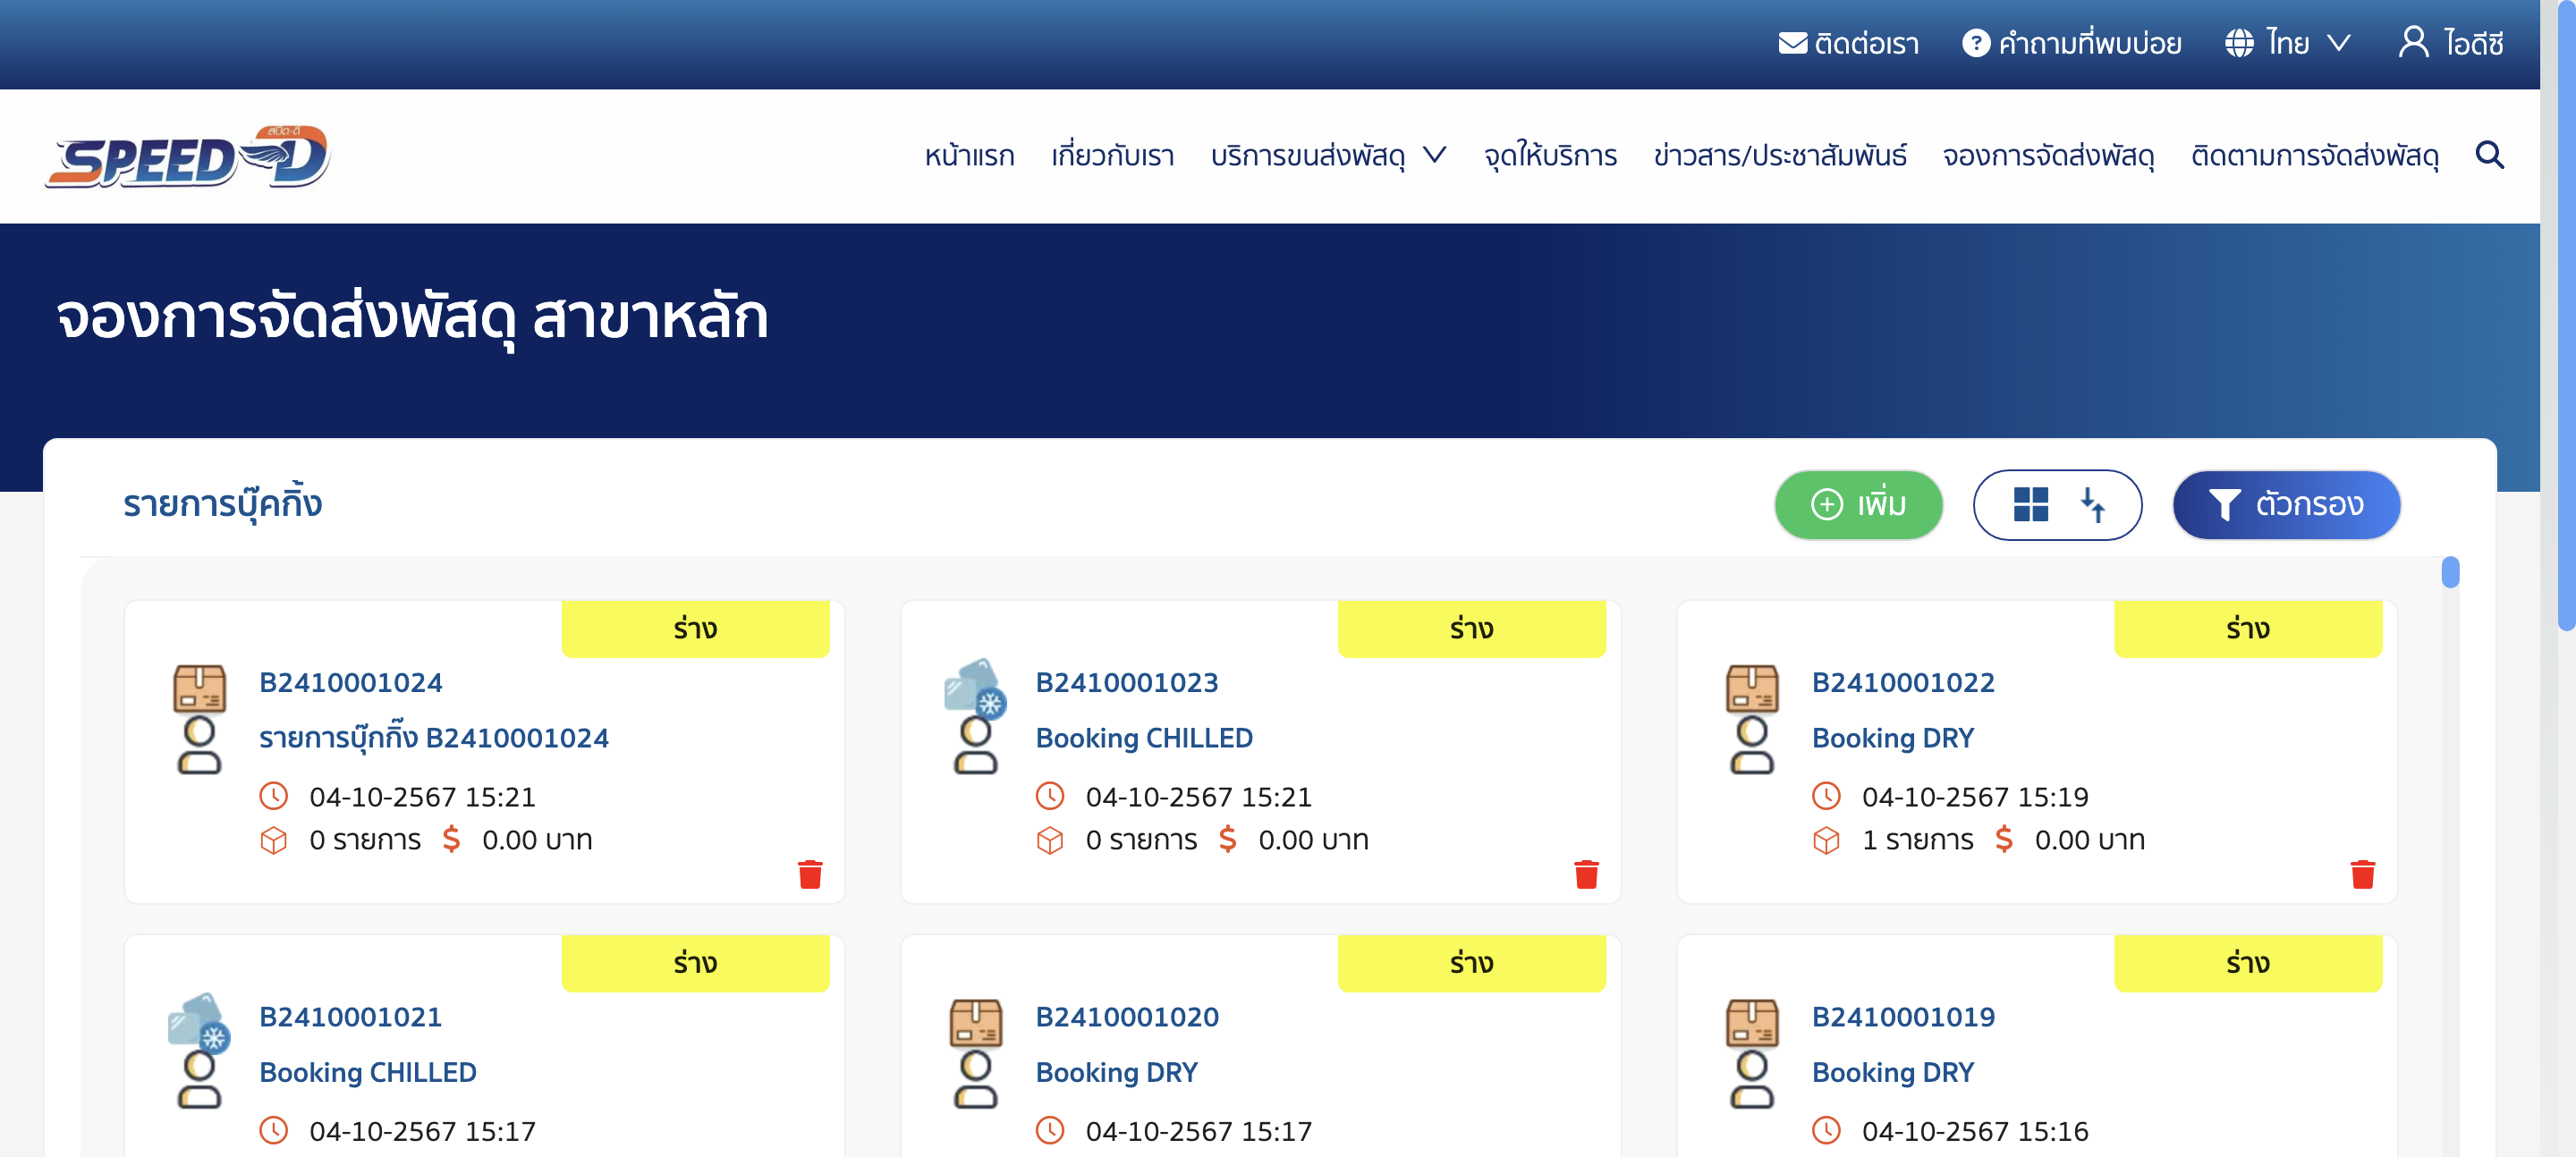 ติดต่อเรา คำถามที่พบบ่อย ไทย ไอดีซี
สปีด-ดี
SPEED-D
หน้าแรก เกี่ยวกับเรา บริการขนส่งพัสดุ จุดให้บริการ ข่าวสาร/ประชาสัมพันธ์ จองการจัดส่งพัสดุ ติดตามการจัดส่งพัสดุ
จองการจัดส่งพัสดุ สาขาหลัก
รายการบุ๊คกิ้ง เพิ่ม ตัวกรอง
ร่าง
B2410001024
รายการบุ๊กกิ๊ง B2410001024
04-10-2567 15:21
0 รายการ $ 0.00 บาท
ร่าง
B2410001023
Booking CHILLED
04-10-2567 15:21
0 รายการ $ 0.00 บาท
ร่าง
B2410001022
Booking DRY
04-10-2567 15:19
1 รายการ $ 0.00 บาท
ร่าง
B2410001021
Booking CHILLED
04-10-2567 15:17
ร่าง
B2410001020
Booking DRY
04-10-2567 15:17
ร่าง
B2410001019
Booking DRY
04-10-2567 15:16